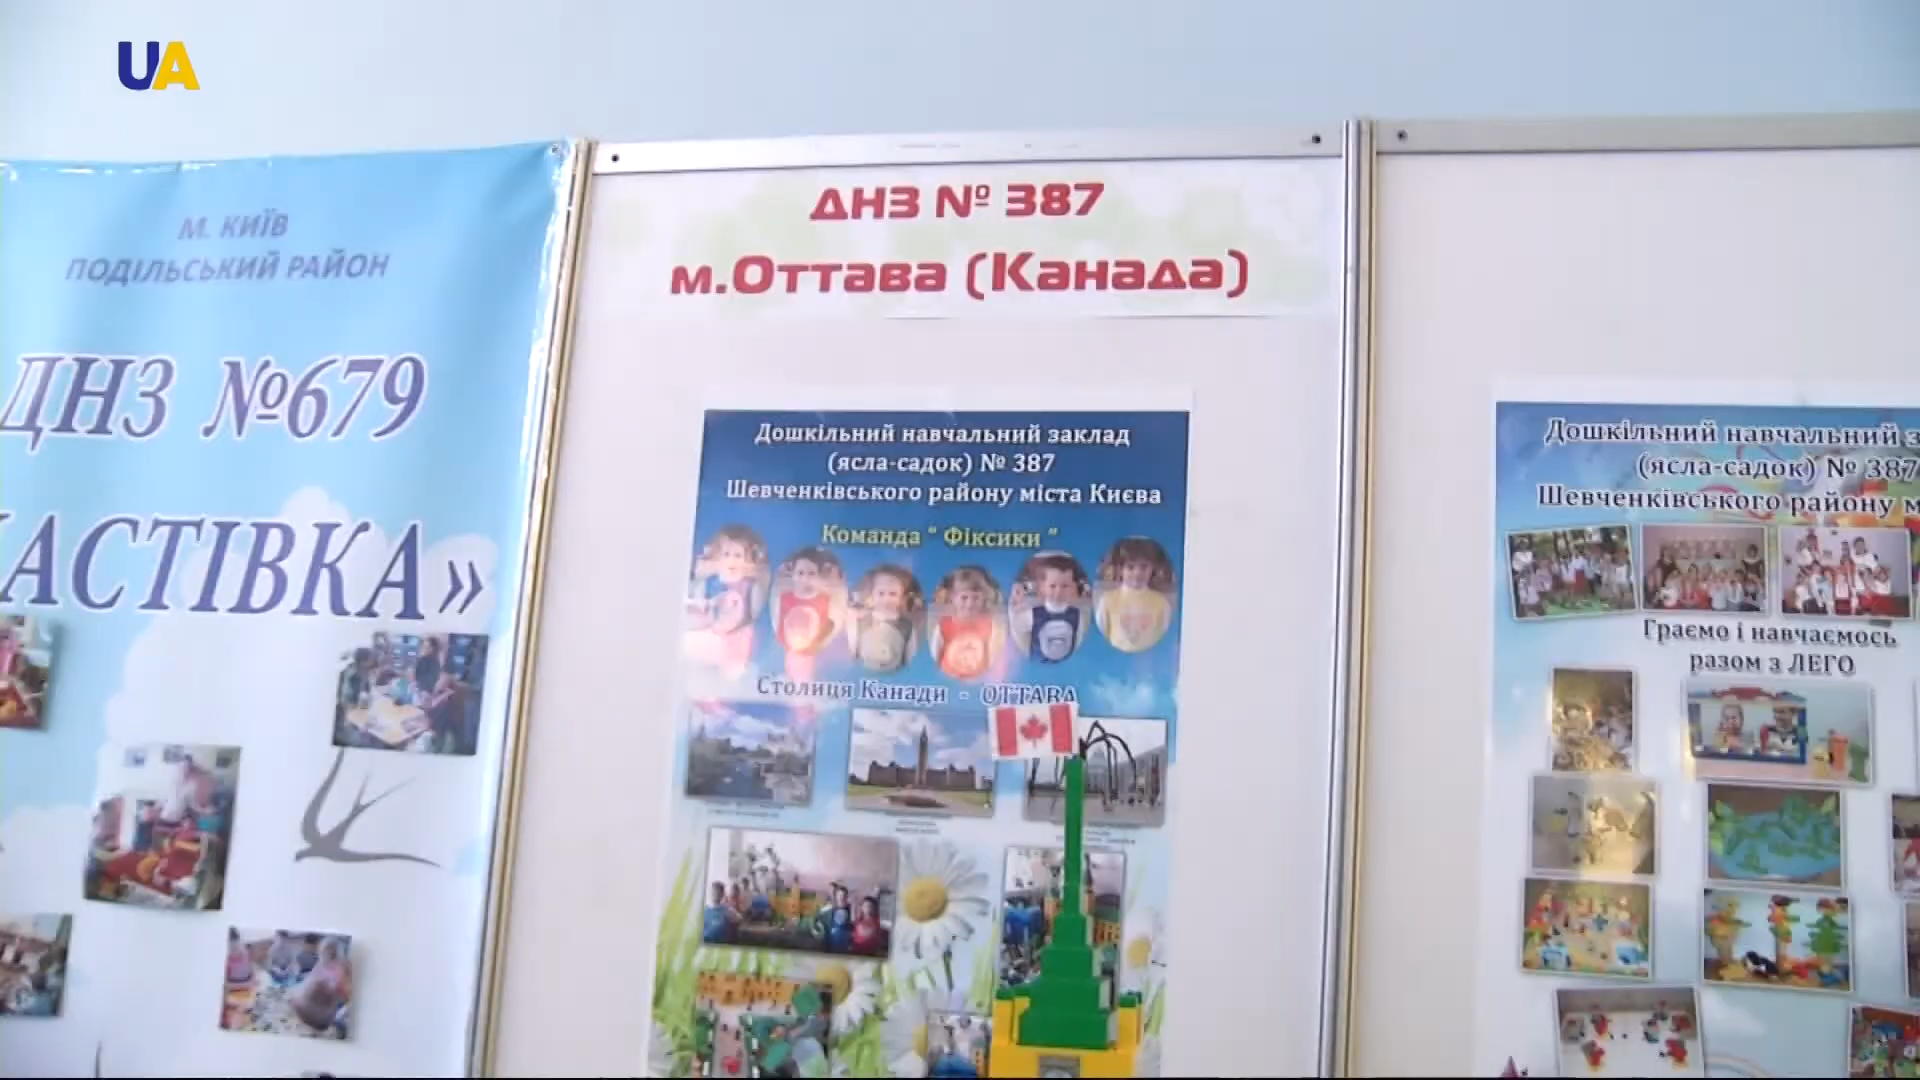 UA
М. КИЇВ
ПОДІЛЬСЬКИЙ РАЙОН
ДНЗ №679
АСТІВКА»
ДНЗ № 387
м.Оттава (Канада)
Дошкільний навчальний заклад
(ясла-садок) № 387
Шевченківського району міста Києва
Команда " Фіксики "
Столиця Канади - ОТТАВА
Дошкільний навчальний з
(ясла-садок) № 387
Шевченківського району м
Граємо і навчаємось
разом з ЛЕГО